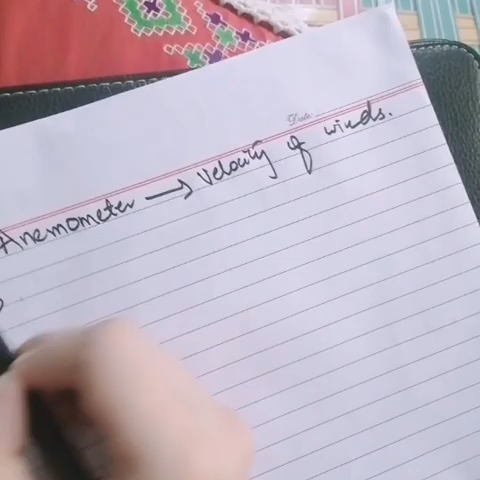 Date:
Anemometer → Velocity of winds.